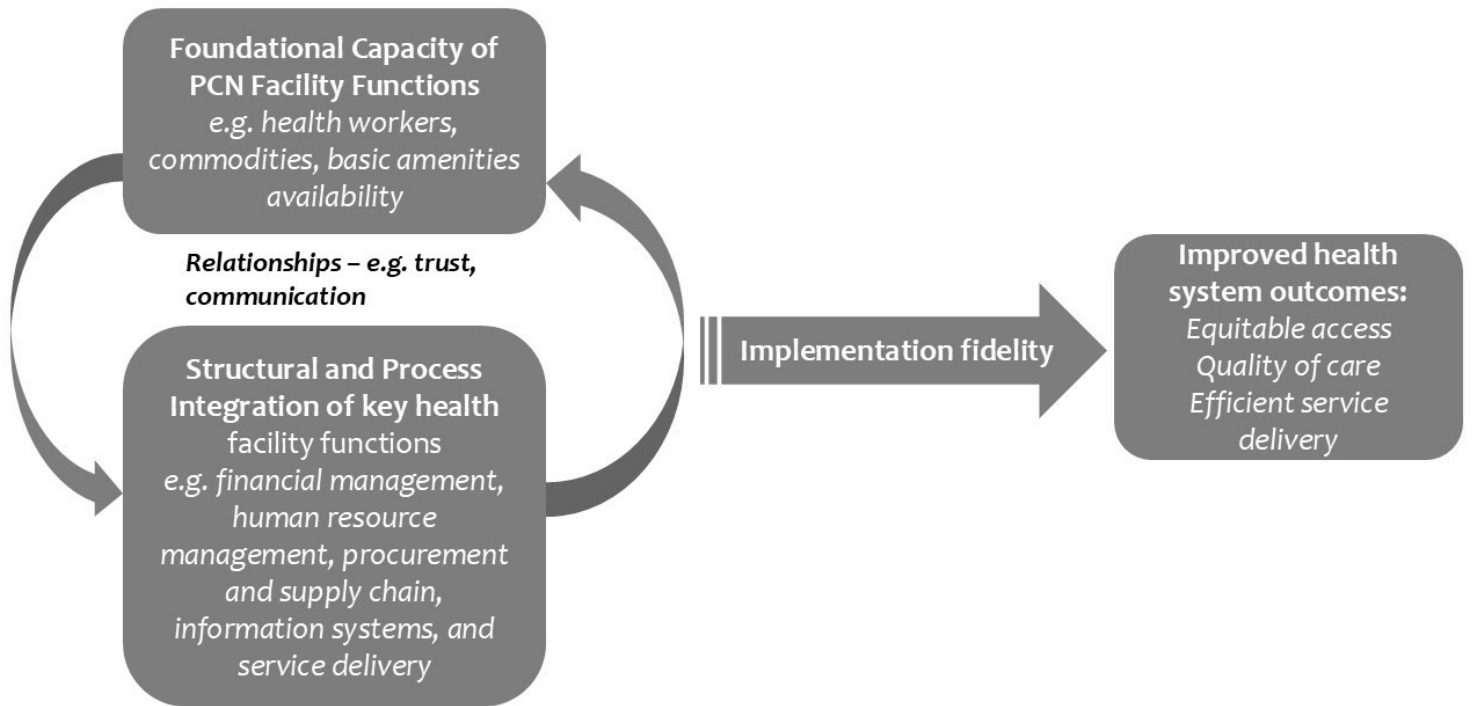 Foundational Capacity of
PCN Facility Functions
e.g. health workers,
commodities, basic amenities
availability
Relationships – e.g. trust,
communication
Structural and Process
Integration of key health
facility functions
e.g. financial management,
human resource
management, procurement
and supply chain,
information systems, and
service delivery
Implementation fidelity
Improved health
system outcomes:
Equitable access
Quality of care
Efficient service
delivery